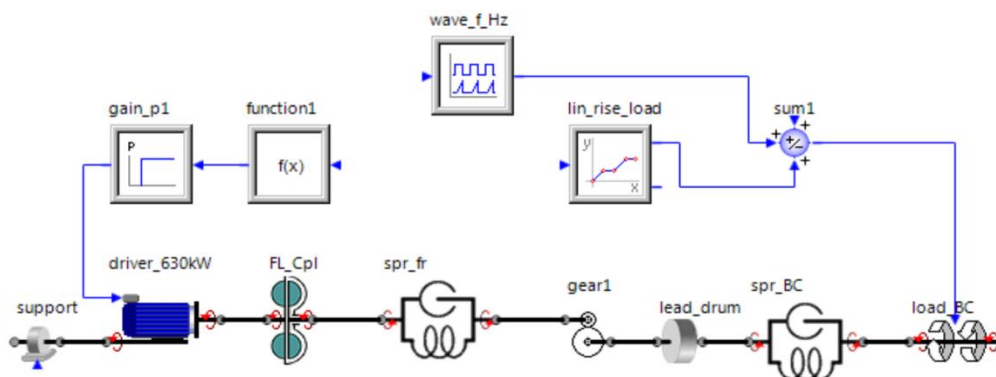 wave_f_Hz
gain_p1
function1
lin_rise_load
sum1
P
f(x)
y
x
+
+
+/-
+
driver_630kW
FL_Cpl
spr_fr
support
gear1
lead_drum
spr_BC
load_BC